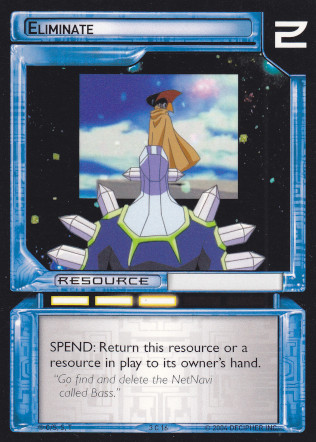 ELIMINATE
2
RESOURCE
SPEND: Return this resource or a
resource in play to its owner's hand.
"Go find and delete the NetNavi
called Bass."
© 2004 DECIPHER INC.